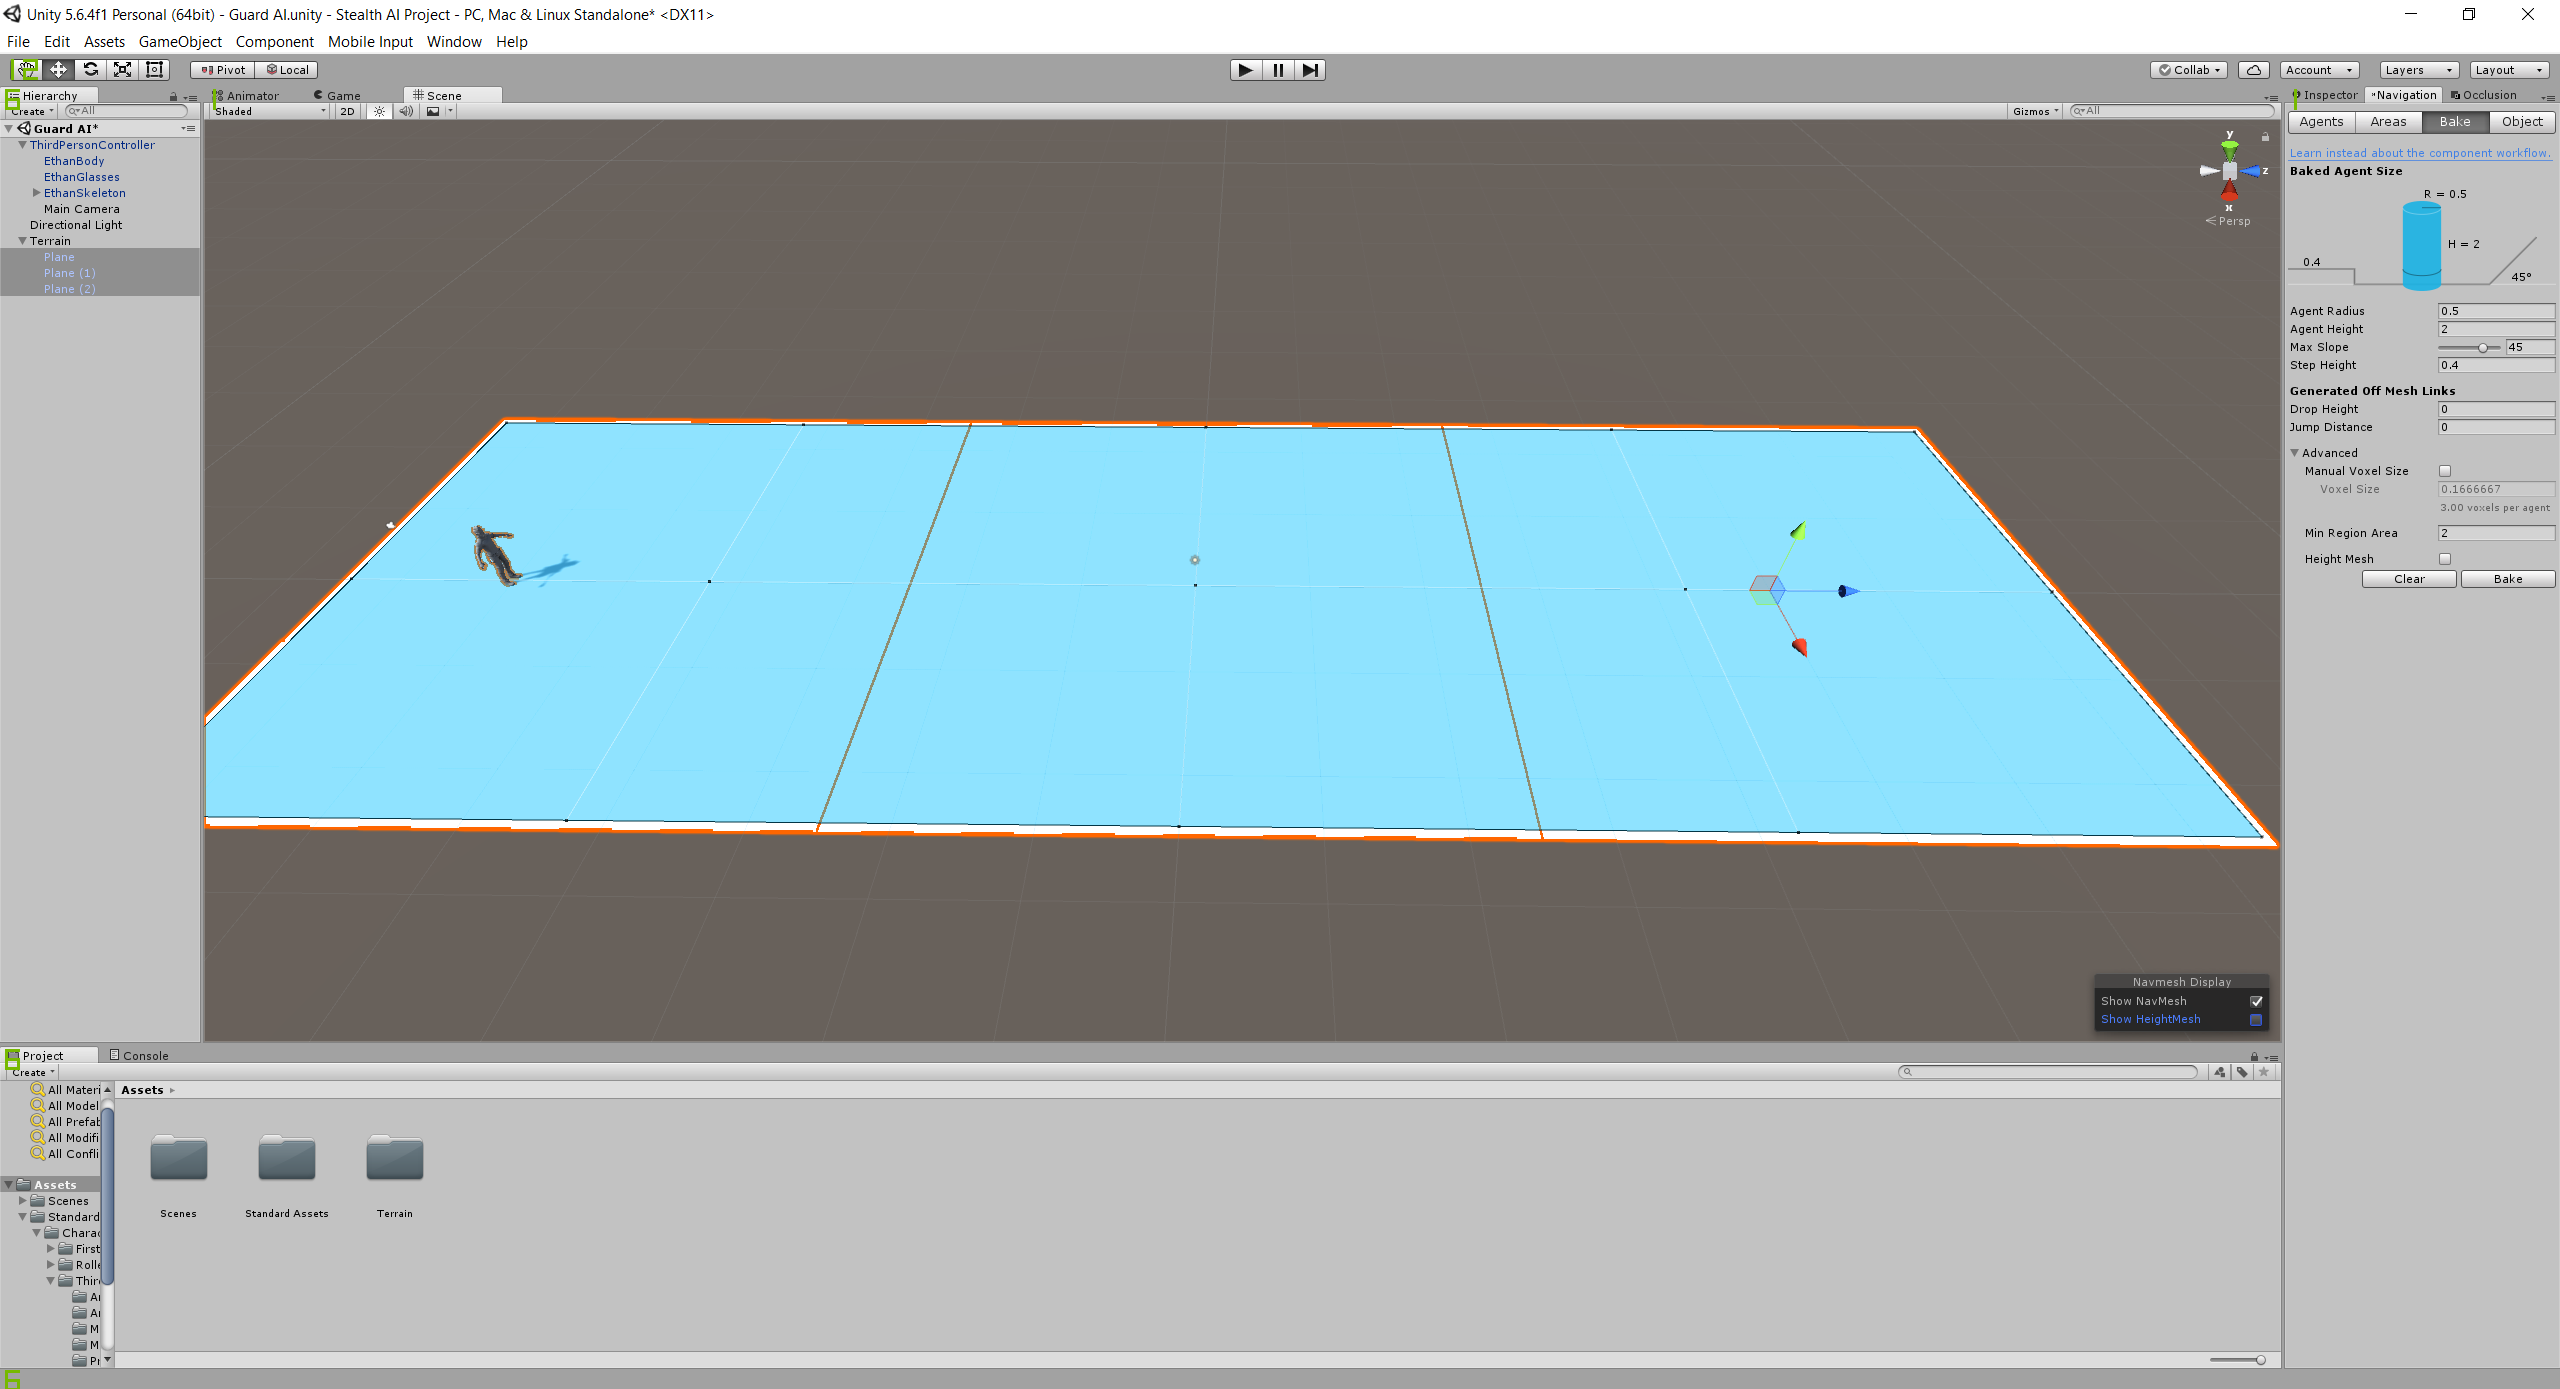 Unity 5.6.4f1 Personal (64bit) - Guard AI.unity - Stealth AI Project - PC, Mac & Linux Standalone* <DX11>
File Edit Assets GameObject Component Mobile Input Window Help
Pivot Local Collab Account Layers Layout
Hierarchy
Create All
Guard AI*
ThirdPersonController
EthanBody
EthanGlasses
EthanSkeleton
Main Camera
Directional Light
Terrain
Plane
Plane (1)
Plane (2)
Animator Game Scene
Shaded 2D Gizmos All
y
z
x
Persp
Inspector Navigation Occlusion
Agents Areas Bake Object
Learn instead about the component workflow.
Baked Agent Size
R = 0.5
H = 2
0.4
45°
Agent Radius 0.5
Agent Height 2
Max Slope 45
Step Height 0.4
Generated Off Mesh Links
Drop Height 0
Jump Distance 0
Advanced
Manual Voxel Size
Voxel Size 0.1666667
3.00 voxels per agent
Min Region Area 2
Height Mesh
Clear Bake
Navmesh Display
Show NavMesh
Show HeightMesh
Project Console
Create
All Materi
All Model
All Prefab
All Modifi
All Confli
Assets
Scenes
Standard
Charac
First
Rolle
Thir
A
A
M
M
Pr
Assets
Scenes Standard Assets Terrain